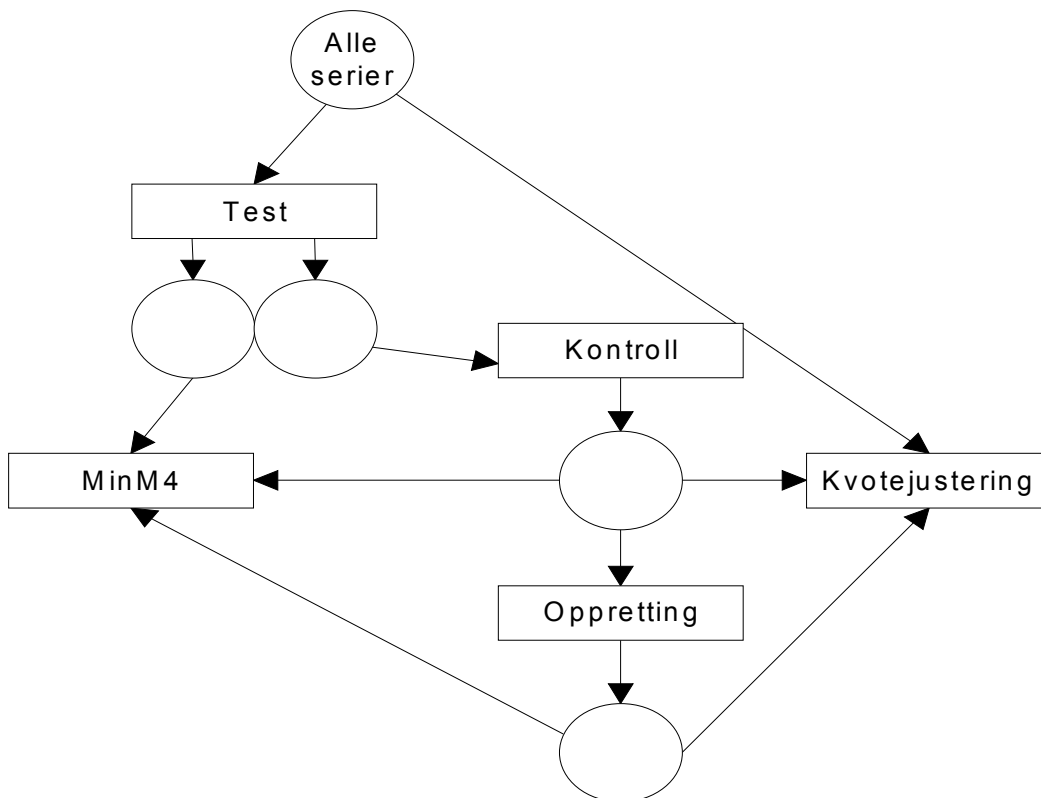 Alle
serier
Test
Kontroll
MinM4
Kvotejustering
Oppretting